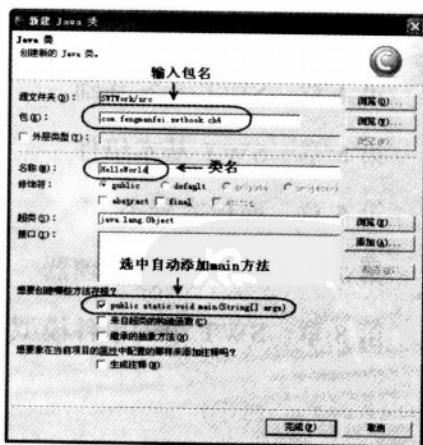 新建 Java 类
Java 类
创建新的 Java 类。
输入包名
源文件夹(D): SWTWork/src 浏览(O)...
包(K): com.fengmanfei.swtbook.ch4 浏览(W)...
外层类型(Y):
名称(M): HelloWorld 类名
修饰符: public default private protected
abstract final static
超类(S): java.lang.Object 浏览(E)...
接口(I): 添加(A)...
选中自动添加main方法
想要创建哪些方法存根?
public static void main(String[] args)
来自超类的构造函数(C)
继承的抽象方法(H)
想要象在当前项目的属性中配置的那样来添加注释吗?
生成注释(N)
完成(F) 取消